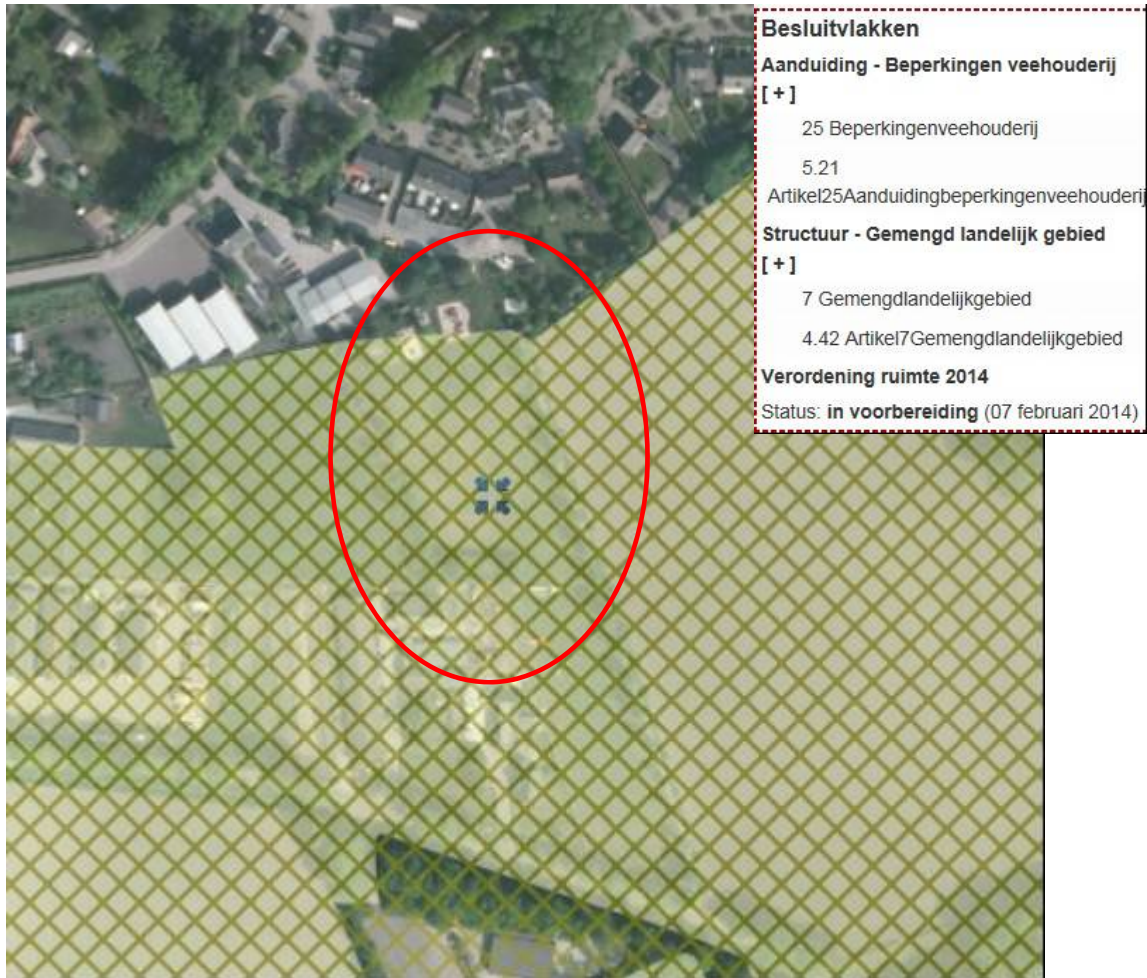 Besluitvlakken
Aanduiding - Beperkingen veehouderij
[ + ]
25 Beperkingenveehouderij
5.21
Artikel25Aanduidingbeperkingenveehouderij
Structuur - Gemengd landelijk gebied
[ + ]
7 Gemengdlandelijkgebied
4.42 Artikel7Gemengdlandelijkgebied
Verordening ruimte 2014
Status: in voorbereiding (07 februari 2014)